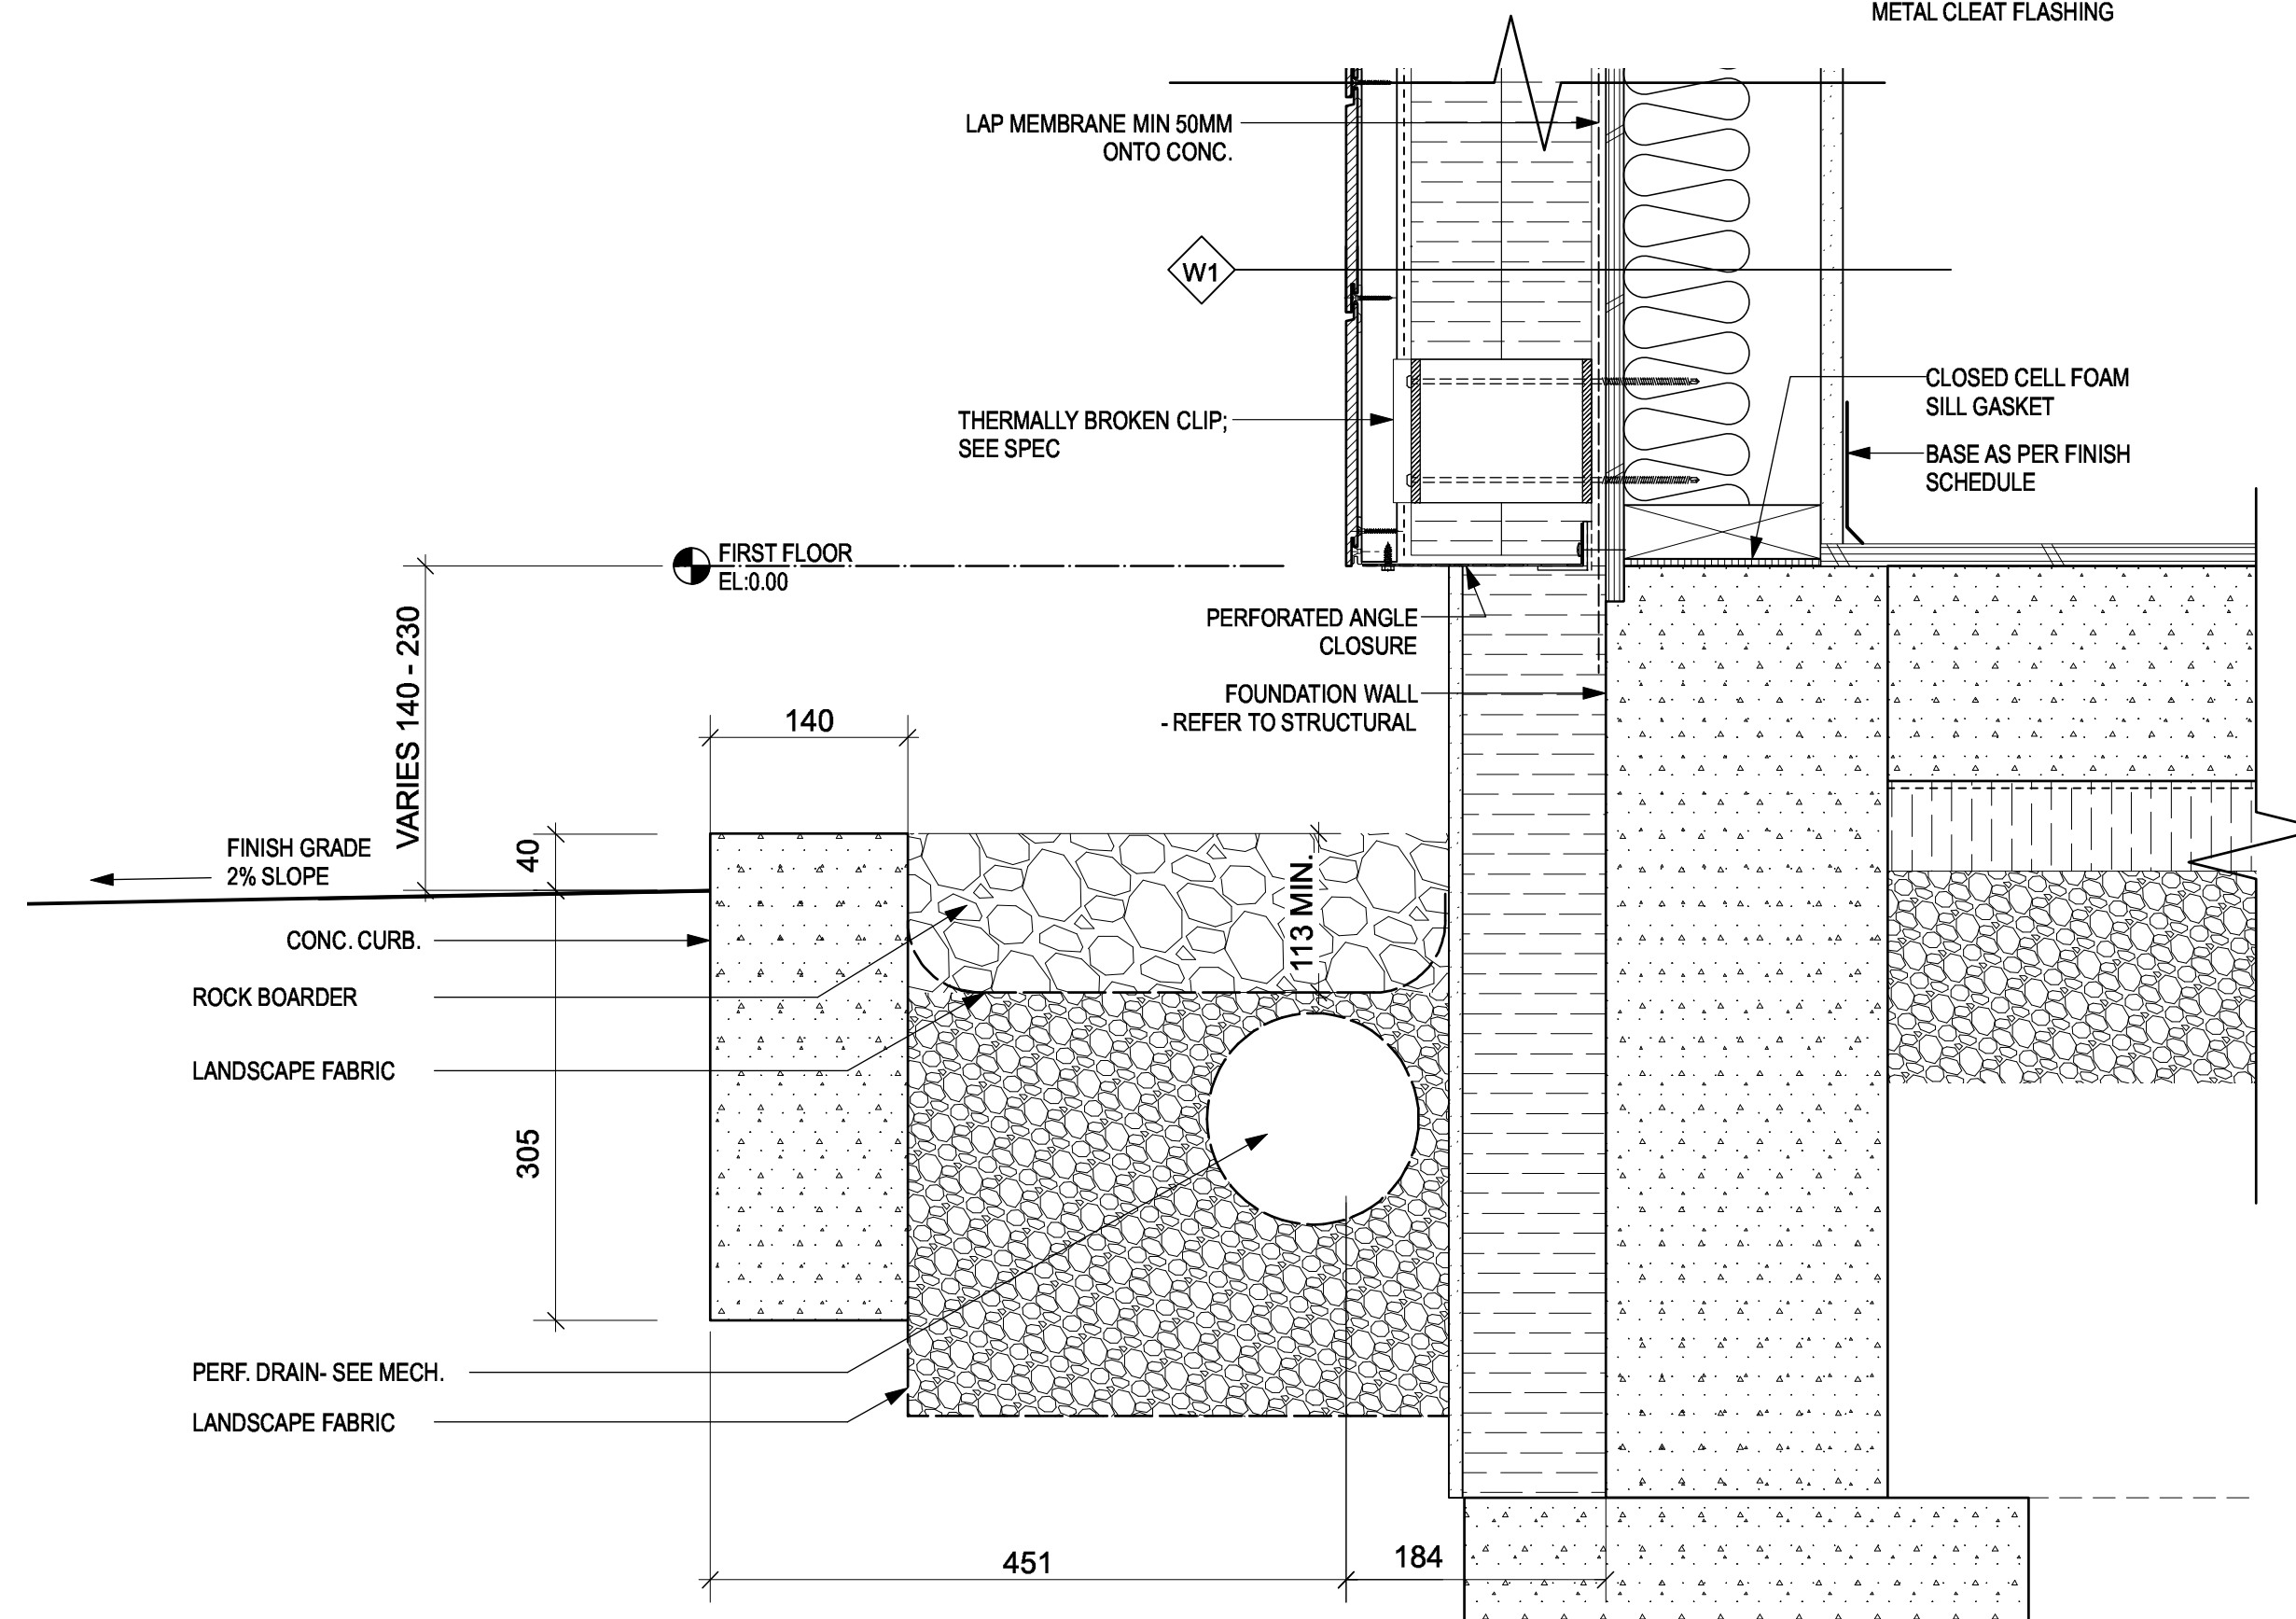 METAL CLEAT FLASHING
LAP MEMBRANE MIN 50MM
ONTO CONC.
W1
CLOSED CELL FOAM
SILL GASKET
THERMALLY BROKEN CLIP;
SEE SPEC
BASE AS PER FINISH
SCHEDULE
FIRST FLOOR
EL:0.00
VARIES 140 - 230
PERFORATED ANGLE
CLOSURE
FOUNDATION WALL
- REFER TO STRUCTURAL
140
40
FINISH GRADE
2% SLOPE
113 MIN.
CONC. CURB.
ROCK BOARDER
LANDSCAPE FABRIC
305
PERF. DRAIN- SEE MECH.
LANDSCAPE FABRIC
451
184